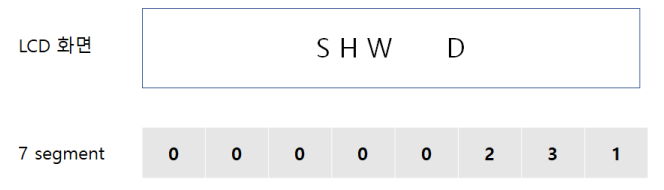 LCD 화면 S H W D
7 segment 0 0 0 0 0 2 3 1